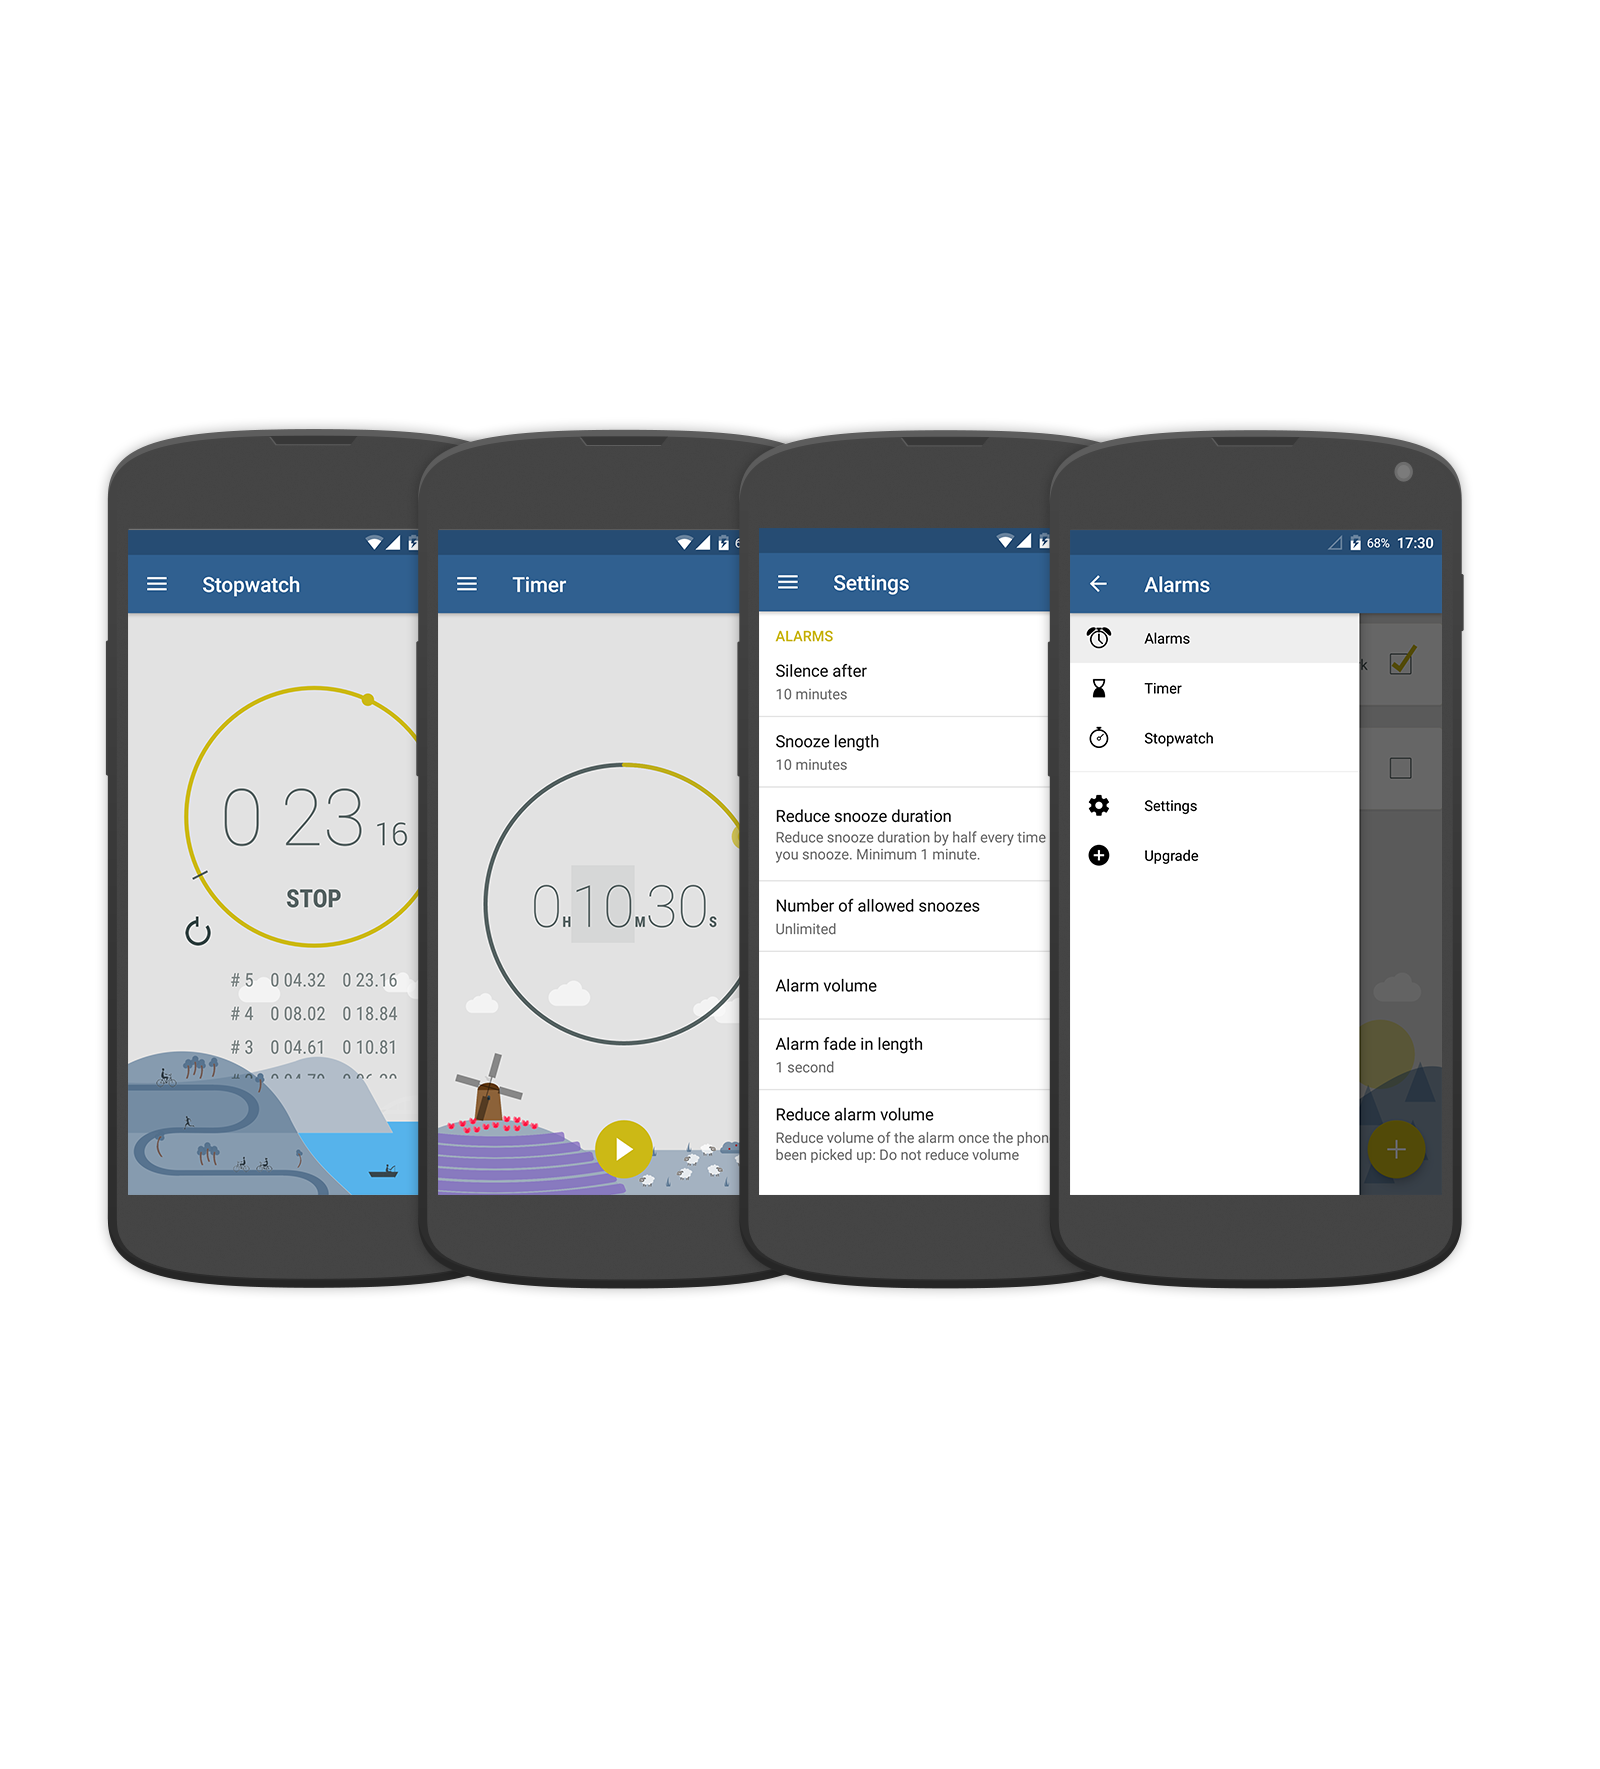 Stopwatch
0 23 16
STOP
# 5 0 04.32 0 23.16
# 4 0 08.02 0 18.84
# 3 0 04.61 0 10.81
Timer
0 H 10 M 30 S
Settings
ALARMS
Silence after
10 minutes
Snooze length
10 minutes
Reduce snooze duration
Reduce snooze duration by half every time
you snooze. Minimum 1 minute.
Number of allowed snoozes
Unlimited
Alarm volume
Alarm fade in length
1 second
Reduce alarm volume
Reduce volume of the alarm once the phon
been picked up: Do not reduce volume
68% 17:30
Alarms
Alarms
Timer
Stopwatch
Settings
Upgrade